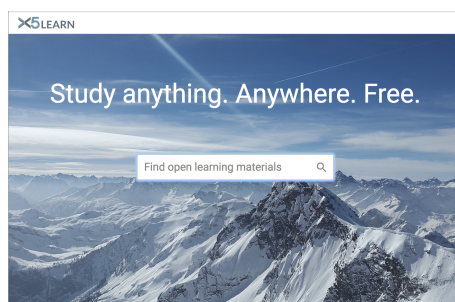 X5LEARN
Study anything. Anywhere. Free.
Find open learning materials